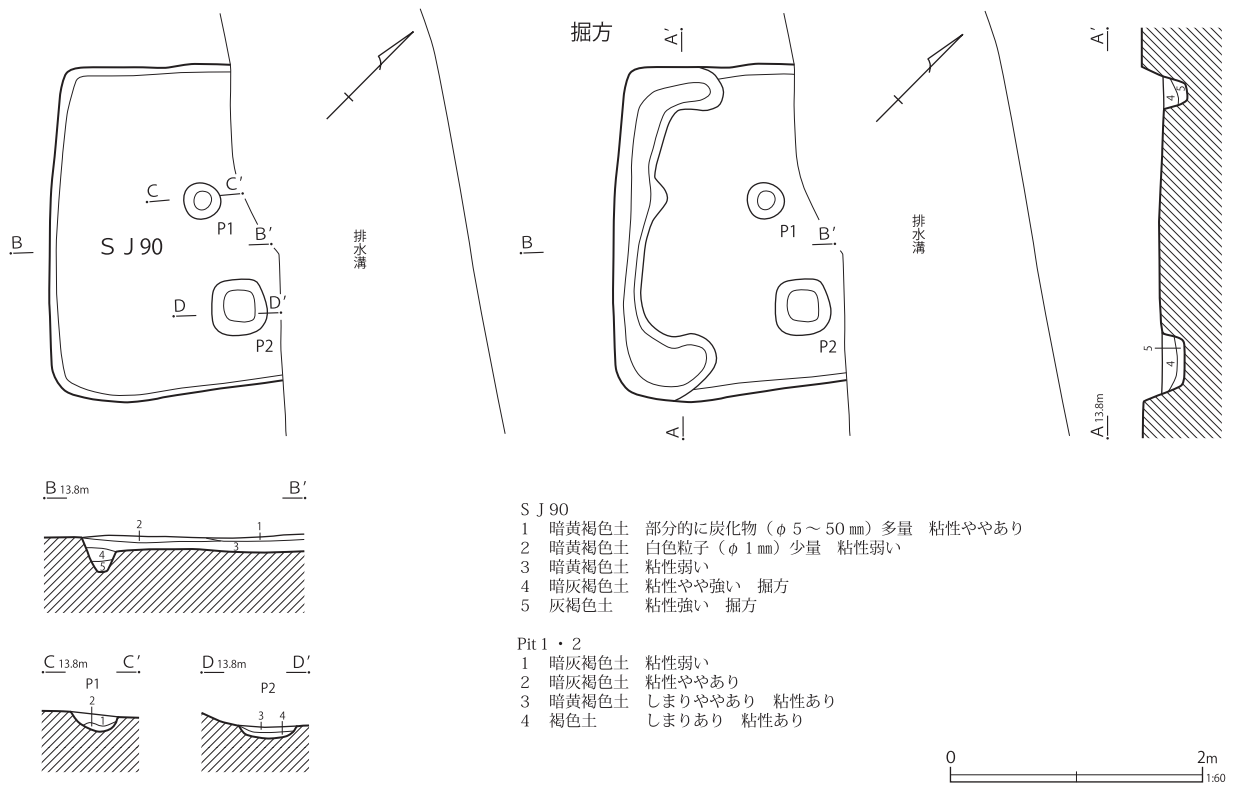 C
C′
P1
B
B′
S J 90
排水溝
D
D′
P2
掘方
A′
P1
B
B′
排水溝
P2
A
A′
4
5
5
4
A 13.8m
B 13.8m
B′
2
1
3
4
5
C 13.8m
C′
P1
2
1
D 13.8m
D′
P2
3
4
S J 90
1 暗黄褐色土 部分的に炭化物（φ 5 ～ 50 ㎜）多量 粘性ややあり
2 暗黄褐色土 白色粒子（φ 1 ㎜）少量 粘性弱い
3 暗黄褐色土 粘性弱い
4 暗灰褐色土 粘性やや強い 掘方
5 灰褐色土 粘性強い 掘方
Pit 1 ・ 2
1 暗灰褐色土 粘性弱い
2 暗灰褐色土 粘性ややあり
3 暗黄褐色土 しまりややあり 粘性あり
4 褐色土 しまりあり 粘性あり
0
2m
1:60